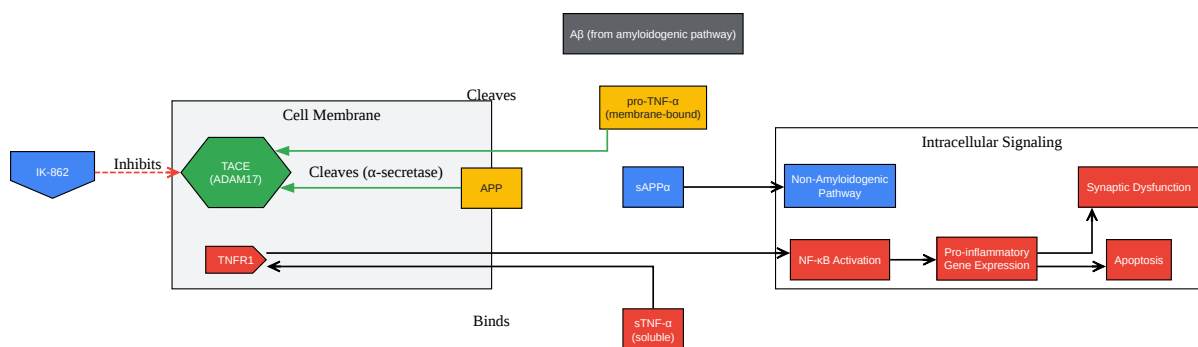 Aβ (from amyloidogenic pathway)
Cleaves
pro-TNF-α
(membrane-bound)
Cell Membrane
Intracellular Signaling
IK-862
Inhibits
TACE
(ADAM17)
Cleaves (α-secretase)
APP
sAPPα
Non-Amyloidogenic
Pathway
Synaptic Dysfunction
TNFR1
NF-κB Activation
Pro-inflammatory
Gene Expression
Apoptosis
Binds
sTNF-α
(soluble)